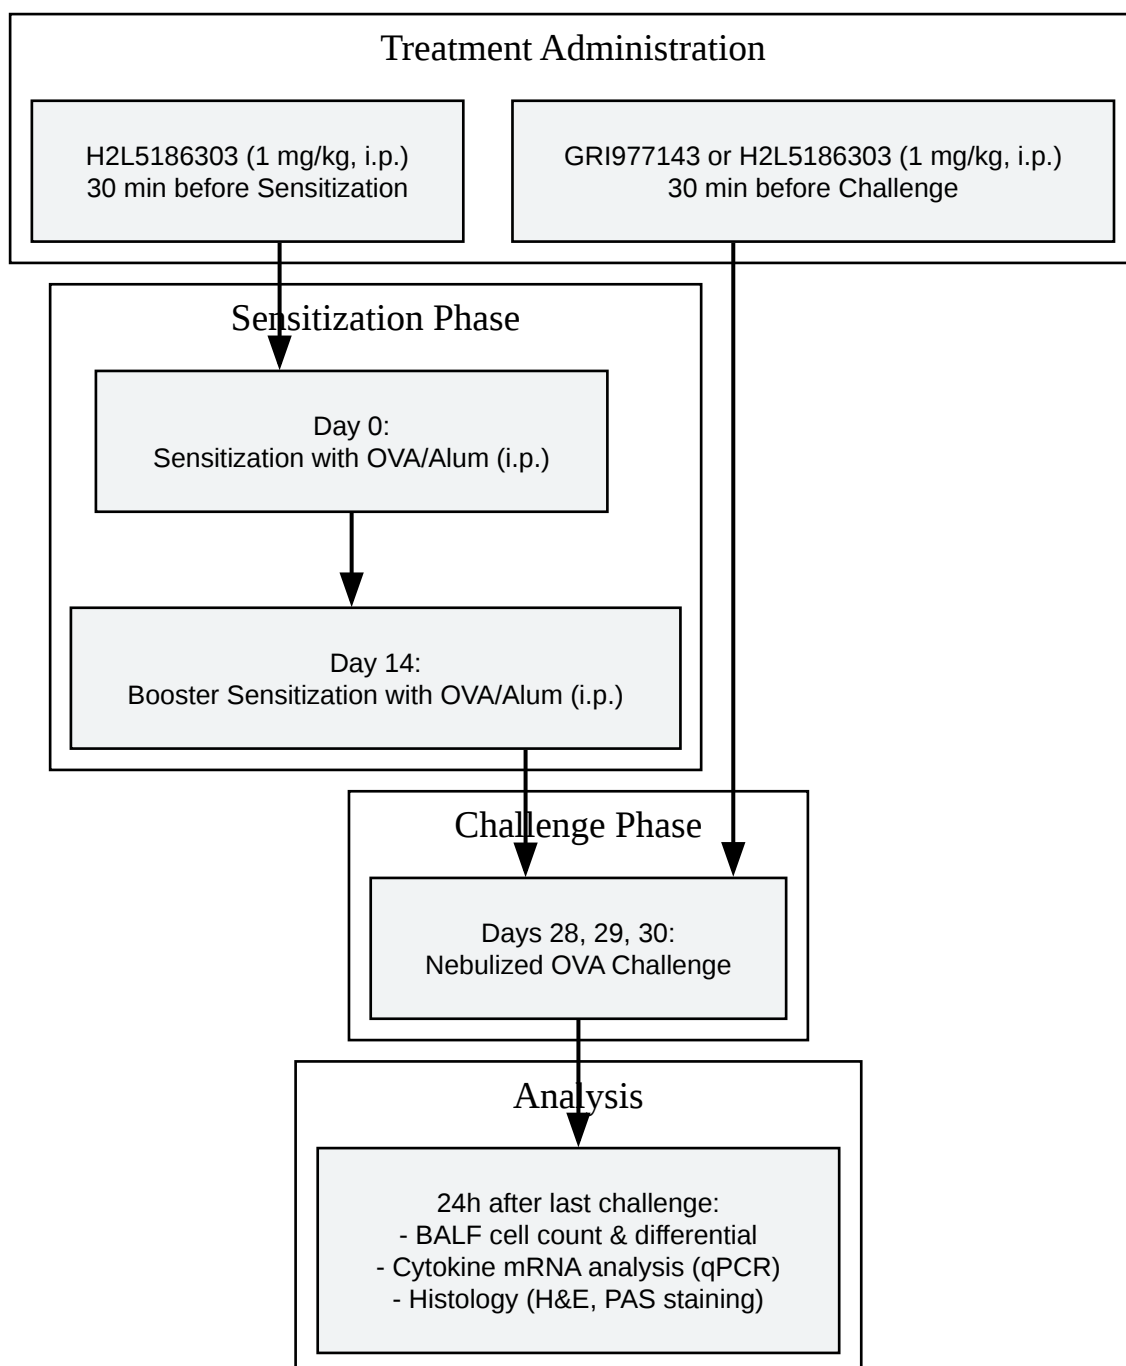 Treatment Administration
H2L5186303 (1 mg/kg, i.p.)
30 min before Sensitization
GRI977143 or H2L5186303 (1 mg/kg, i.p.)
30 min before Challenge
Sensitization Phase
Day 0:
Sensitization with OVA/Alum (i.p.)
Day 14:
Booster Sensitization with OVA/Alum (i.p.)
Challenge Phase
Days 28, 29, 30:
Nebulized OVA Challenge
Analysis
24h after last challenge:
- BALF cell count & differential
- Cytokine mRNA analysis (qPCR)
- Histology (H&E, PAS staining)